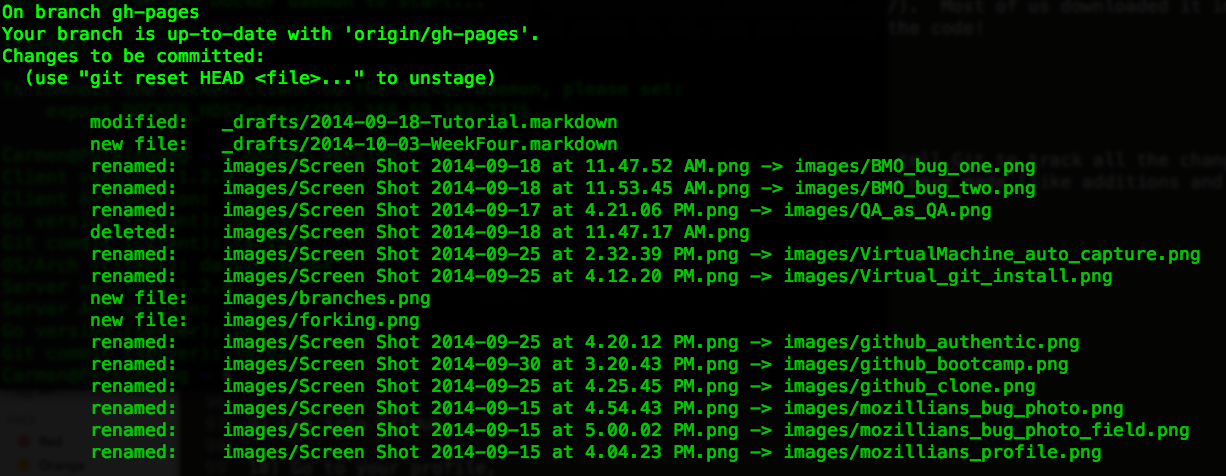 On branch gh-pages
Your branch is up-to-date with 'origin/gh-pages'.
Changes to be committed:
  (use "git reset HEAD <file>..." to unstage)
        modified:   _drafts/2014-09-18-Tutorial.markdown
        new file:   _drafts/2014-10-03-WeekFour.markdown
        renamed:    images/Screen Shot 2014-09-18 at 11.47.52 AM.png -> images/BMO_bug_one.png
        renamed:    images/Screen Shot 2014-09-18 at 11.53.45 AM.png -> images/BMO_bug_two.png
        renamed:    images/Screen Shot 2014-09-17 at 4.21.06 PM.png -> images/QA_as_QA.png
        deleted:    images/Screen Shot 2014-09-18 at 11.47.17 AM.png
        renamed:    images/Screen Shot 2014-09-25 at 2.32.39 PM.png -> images/VirtualMachine_auto_capture.png
        renamed:    images/Screen Shot 2014-09-25 at 4.12.20 PM.png -> images/Virtual_git_install.png
        new file:   images/branches.png
        new file:   images/forking.png
        renamed:    images/Screen Shot 2014-09-25 at 4.20.12 PM.png -> images/github_authentic.png
        renamed:    images/Screen Shot 2014-09-30 at 3.20.43 PM.png -> images/github_bootcamp.png
        renamed:    images/Screen Shot 2014-09-25 at 4.25.45 PM.png -> images/github_clone.png
        renamed:    images/Screen Shot 2014-09-15 at 4.54.43 PM.png -> images/mozillians_bug_photo.png
        renamed:    images/Screen Shot 2014-09-15 at 5.00.02 PM.png -> images/mozillians_bug_photo_field.png
        renamed:    images/Screen Shot 2014-09-15 at 4.04.23 PM.png -> images/mozillians_profile.png